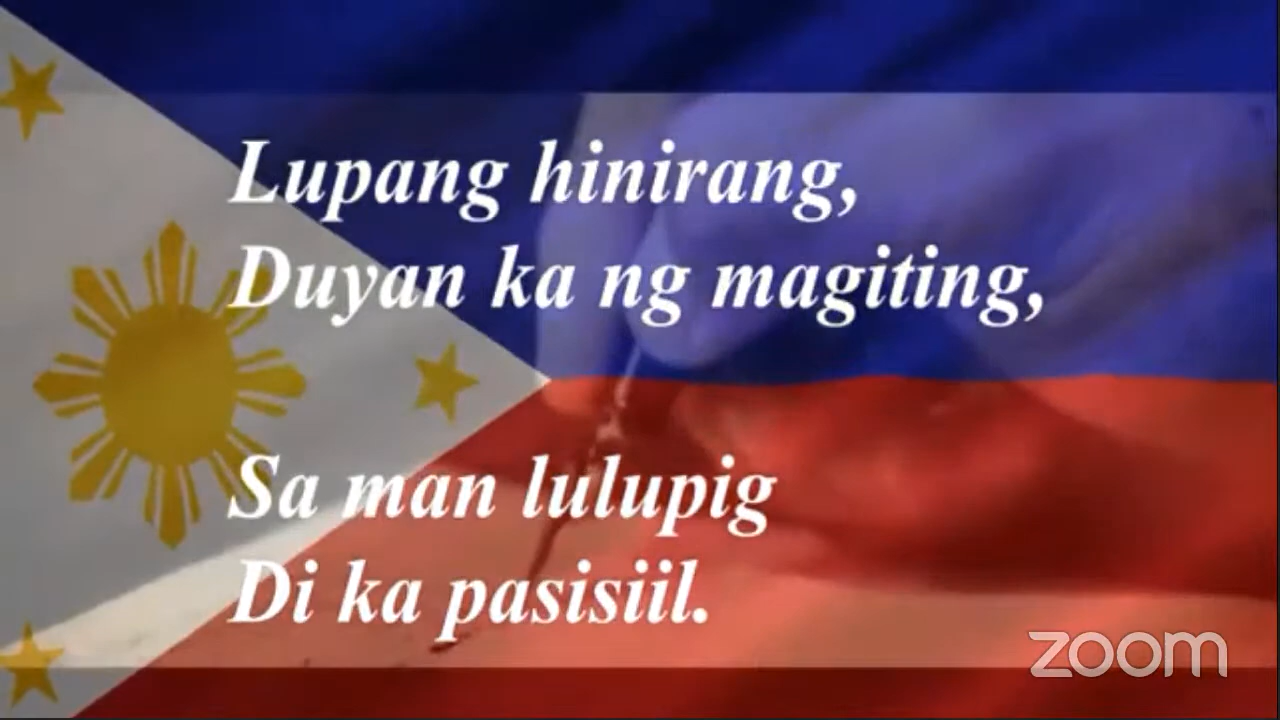 Lupang hinirang,
Duyan ka ng magiting,
Sa man lulupig
Di ka pasisiil.
zoom